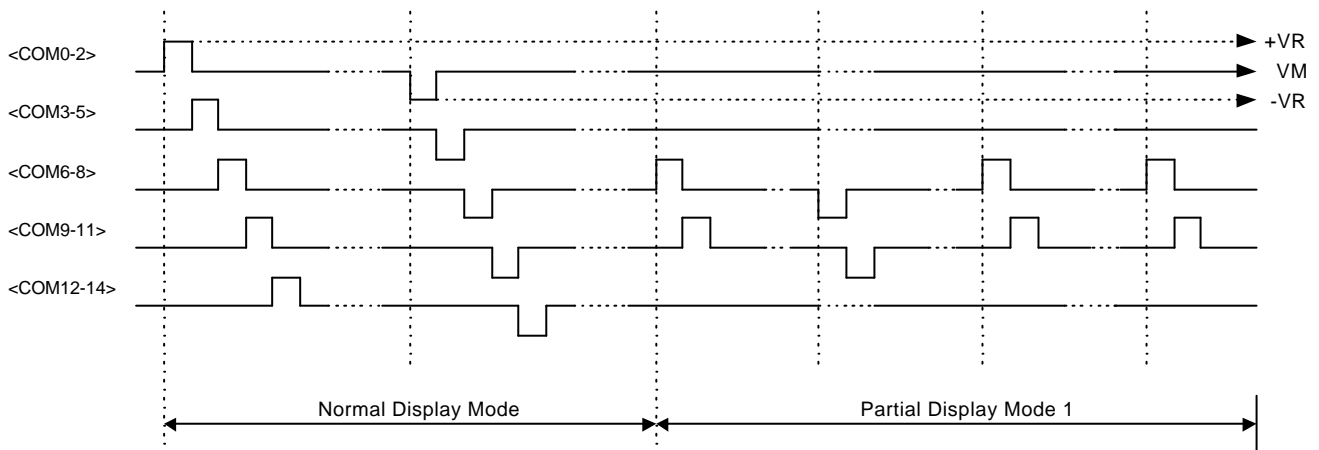 +VR
<COM0-2>
VM
-VR
<COM3-5>
<COM6-8>
<COM9-11>
<COM12-14>
Normal Display Mode
Partial Display Mode 1